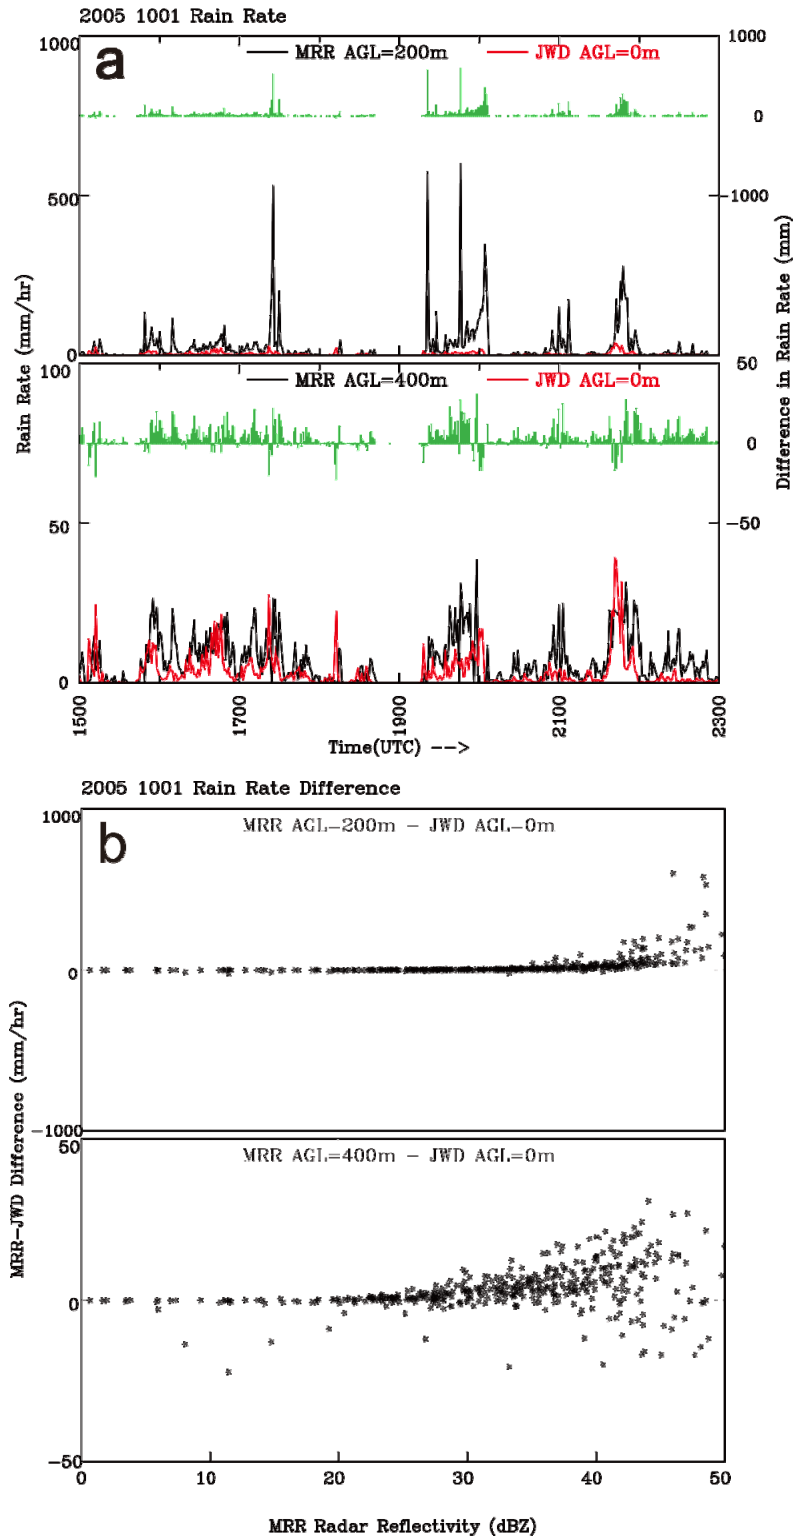 2005 1001 Rain Rate
a
MRR AGL=200m
JWD AGL=0m
1000
500
0
1000
0
-1000
MRR AGL=400m
JWD AGL=0m
100
50
0
50
0
-50
Rain Rate (mm/hr)
Difference in Rain Rate (mm)
1500
1700
1900
2100
2300
Time(UTC) -->
2005 1001 Rain Rate Difference
b
MRR AGL=200m - JWD AGL=0m
1000
0
-1000
MRR AGL=400m - JWD AGL=0m
50
0
-50
MRR-JWD Difference (mm/hr)
0 10 20 30 40 50
MRR Radar Reflectivity (dBZ)